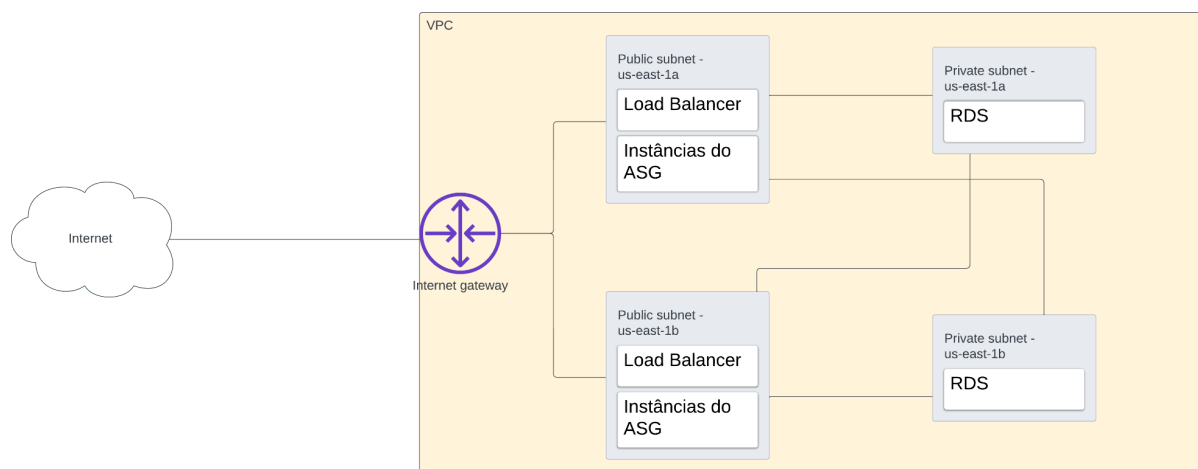 VPC
Public subnet -
us-east-1a
Load Balancer
Instâncias do
ASG
Private subnet -
us-east-1a
RDS
Internet
Internet gateway
Public subnet -
us-east-1b
Load Balancer
Instâncias do
ASG
Private subnet -
us-east-1b
RDS